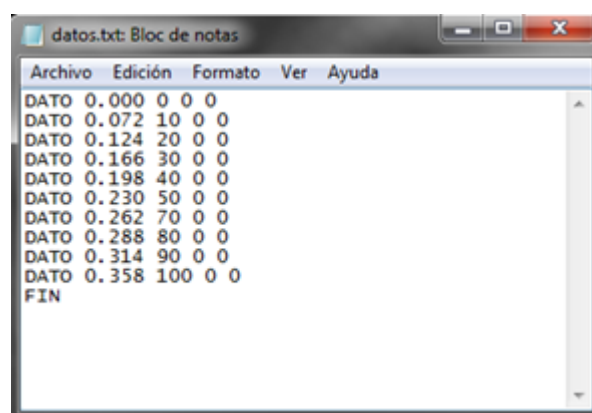 datos.txt: Bloc de notas
Archivo Edición Formato Ver Ayuda
DATO 0.000 0 0 0
DATO 0.072 10 0 0
DATO 0.124 20 0 0
DATO 0.166 30 0 0
DATO 0.198 40 0 0
DATO 0.230 50 0 0
DATO 0.262 70 0 0
DATO 0.288 80 0 0
DATO 0.314 90 0 0
DATO 0.358 100 0 0
FIN